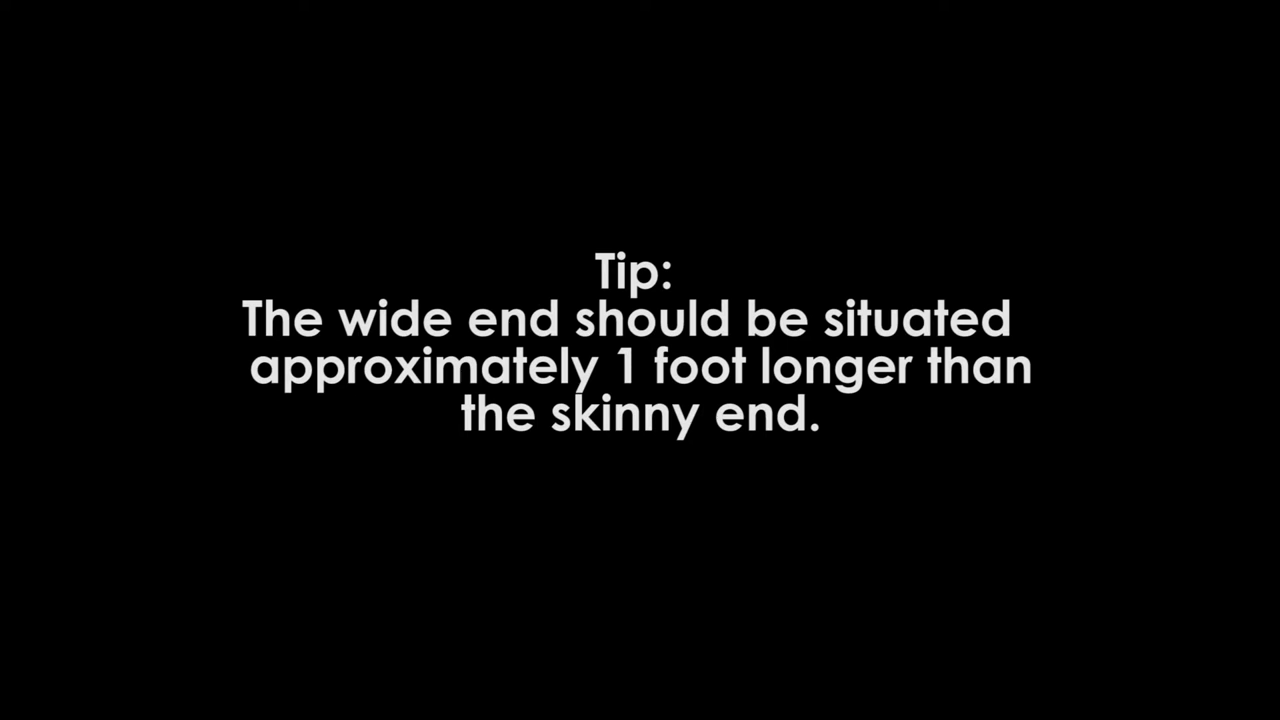 Tip:
The wide end should be situated
approximately 1 foot longer than
the skinny end.